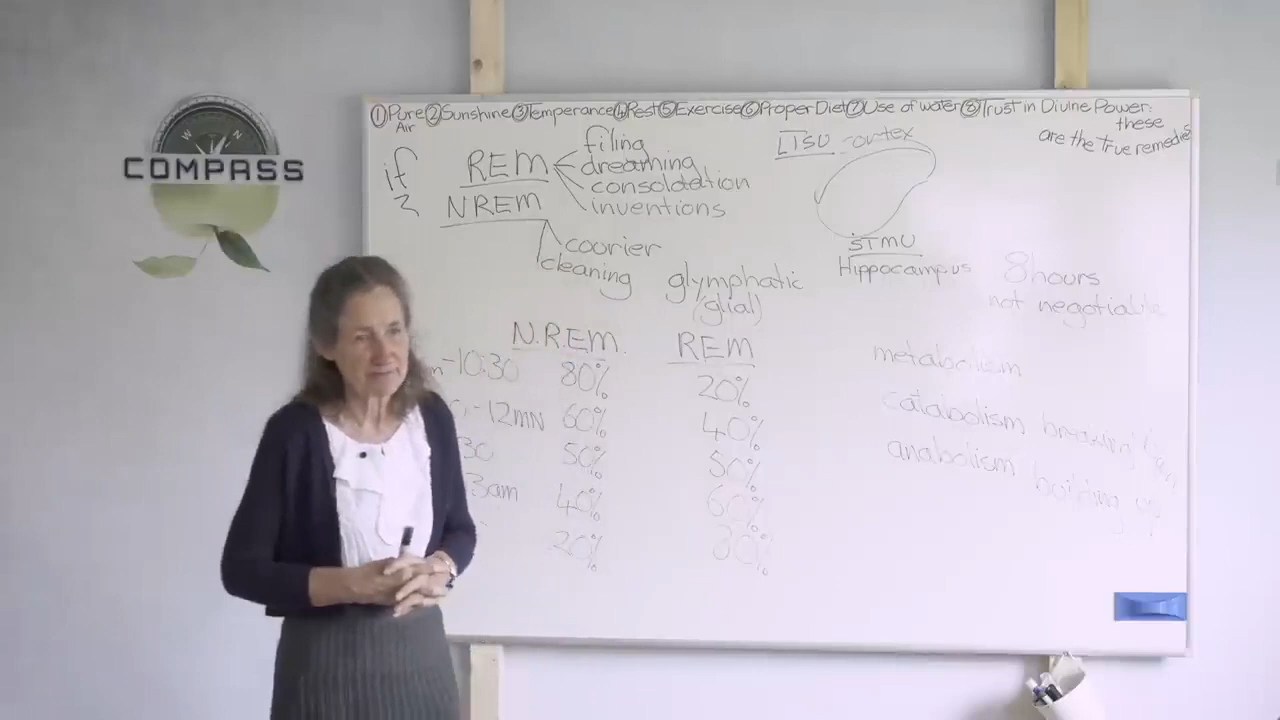 W N
COMPASS
①Pure Air ②Sunshine ③Temperance ④Rest ⑤Exercise ⑥Proper Diet ⑦Use of water ⑧Trust in Divine Power:
these
are the true remedies
if
2
REM
filing
dreaming
consoldation
inventions
NREM
courier
cleaning
glymphatic
(glial)
LTSU cortex
STMU
Hippocampus
8 hours
not negotiable
N.R.E.M. REM
-10:30 80% 20%
-12MN 60% 40%
30 50% 50%
3am 40% 60%
20% 80%
metabolism
catabolism breaking
anabolism building up